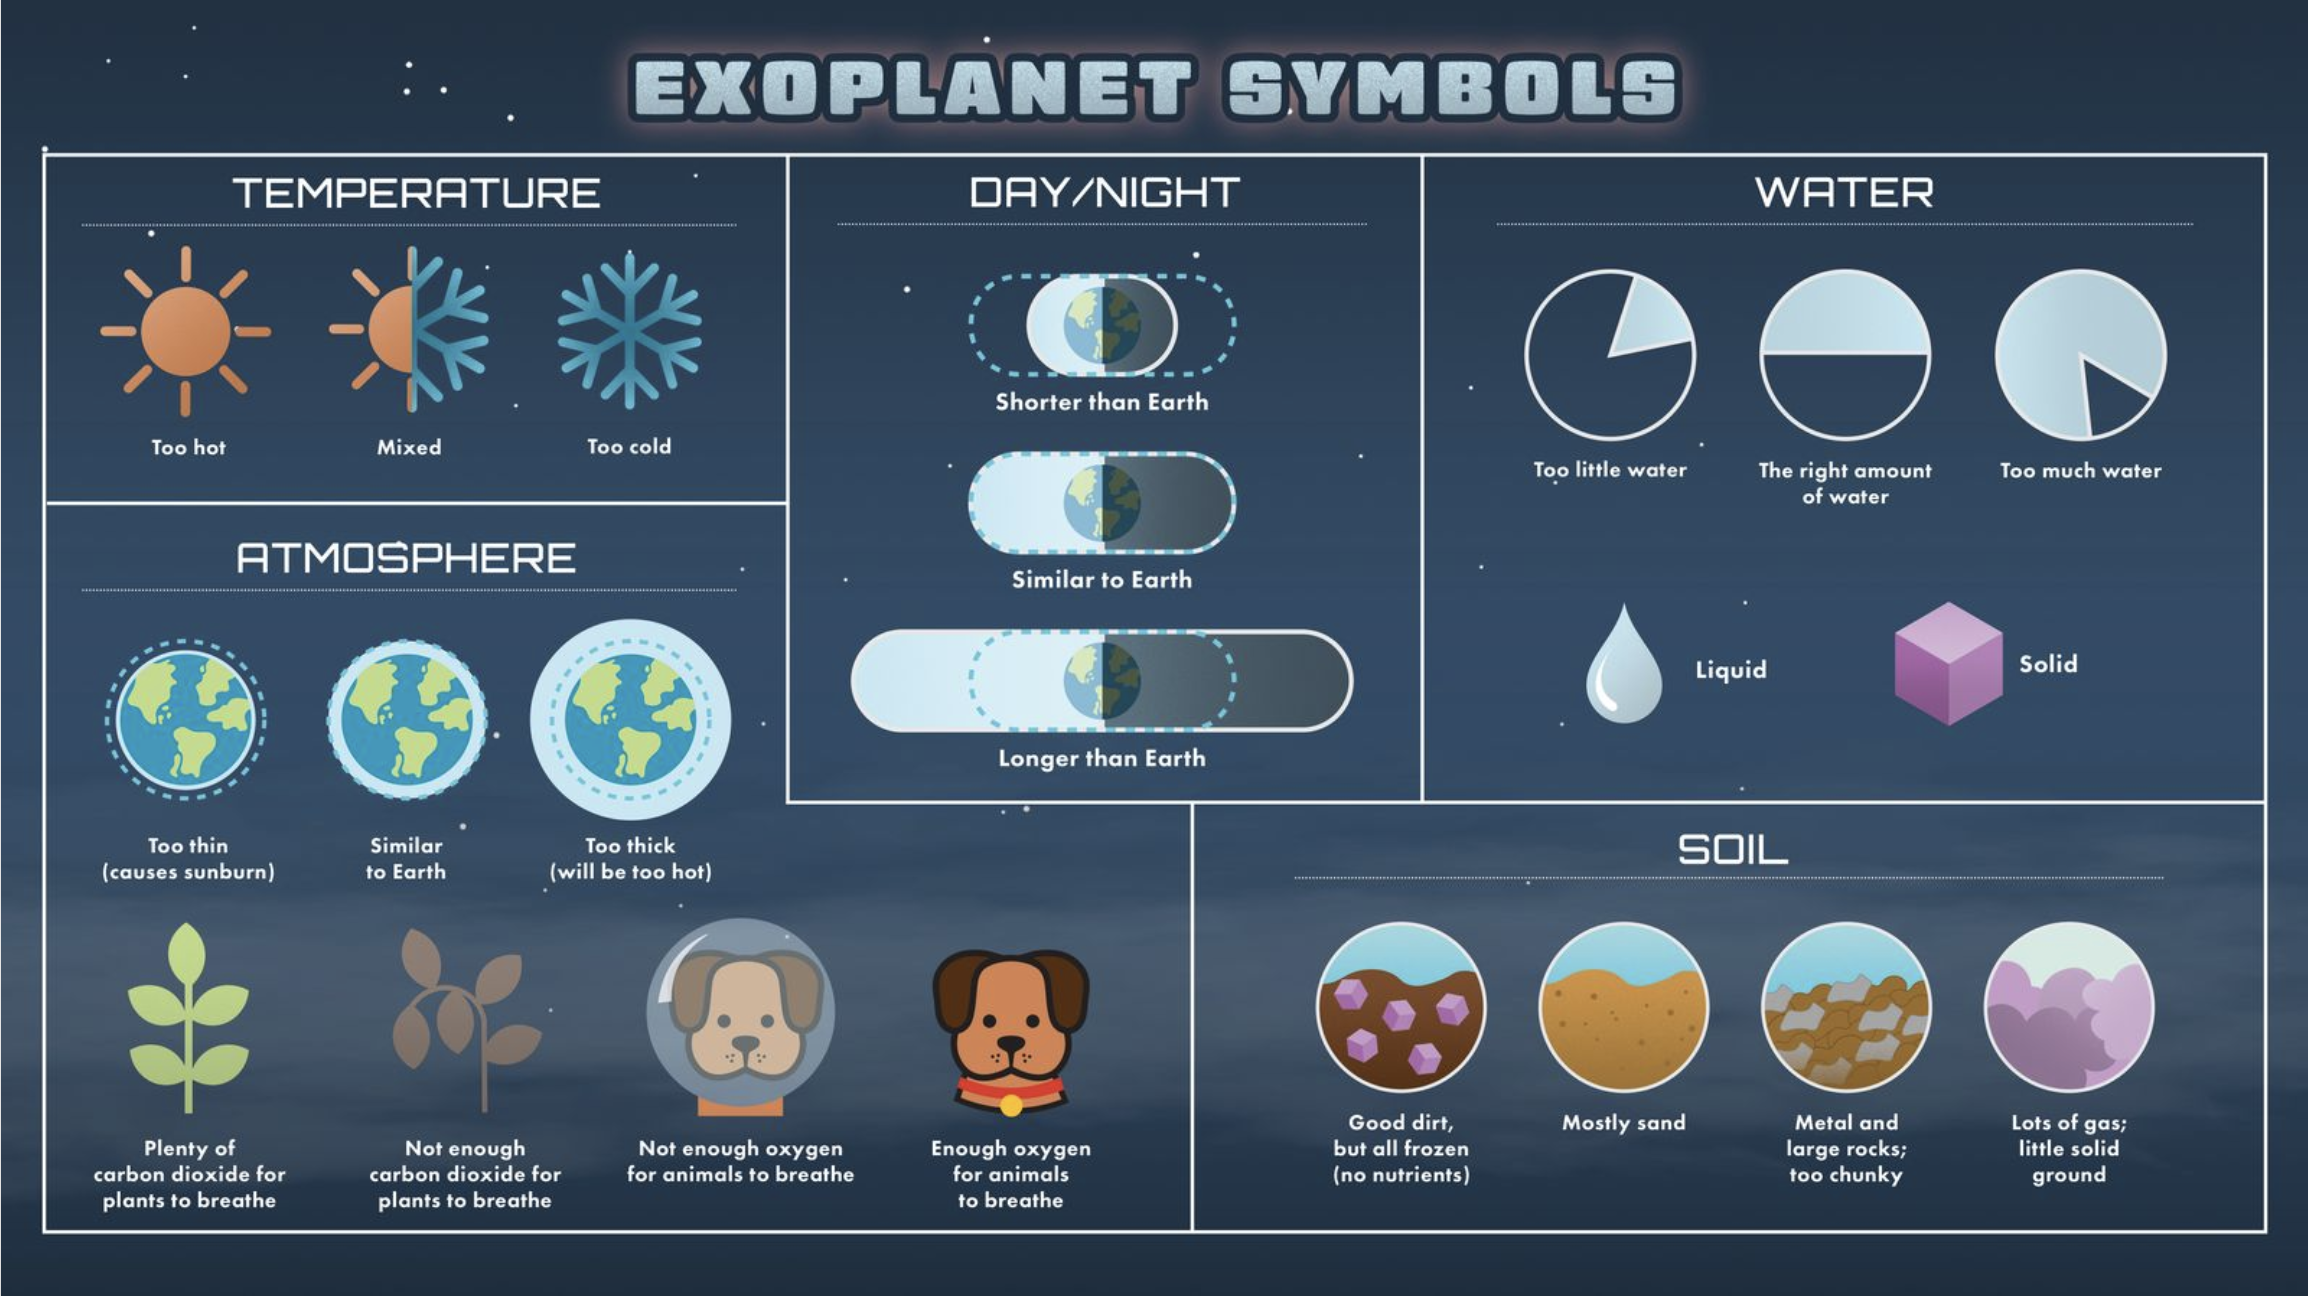 EXOPLANET SYMBOLS
TEMPERATURE
Too hot
Mixed
Too cold
DAY/NIGHT
Shorter than Earth
Similar to Earth
Longer than Earth
WATER
Too little water
The right amount
of water
Too much water
Liquid
Solid
ATMOSPHERE
Too thin
(causes sunburn)
Similar
to Earth
Too thick
(will be too hot)
Plenty of
carbon dioxide for
plants to breathe
Not enough
carbon dioxide for
plants to breathe
Not enough oxygen
for animals to breathe
Enough oxygen
for animals
to breathe
SOIL
Good dirt,
but all frozen
(no nutrients)
Mostly sand
Metal and
large rocks;
too chunky
Lots of gas;
little solid
ground